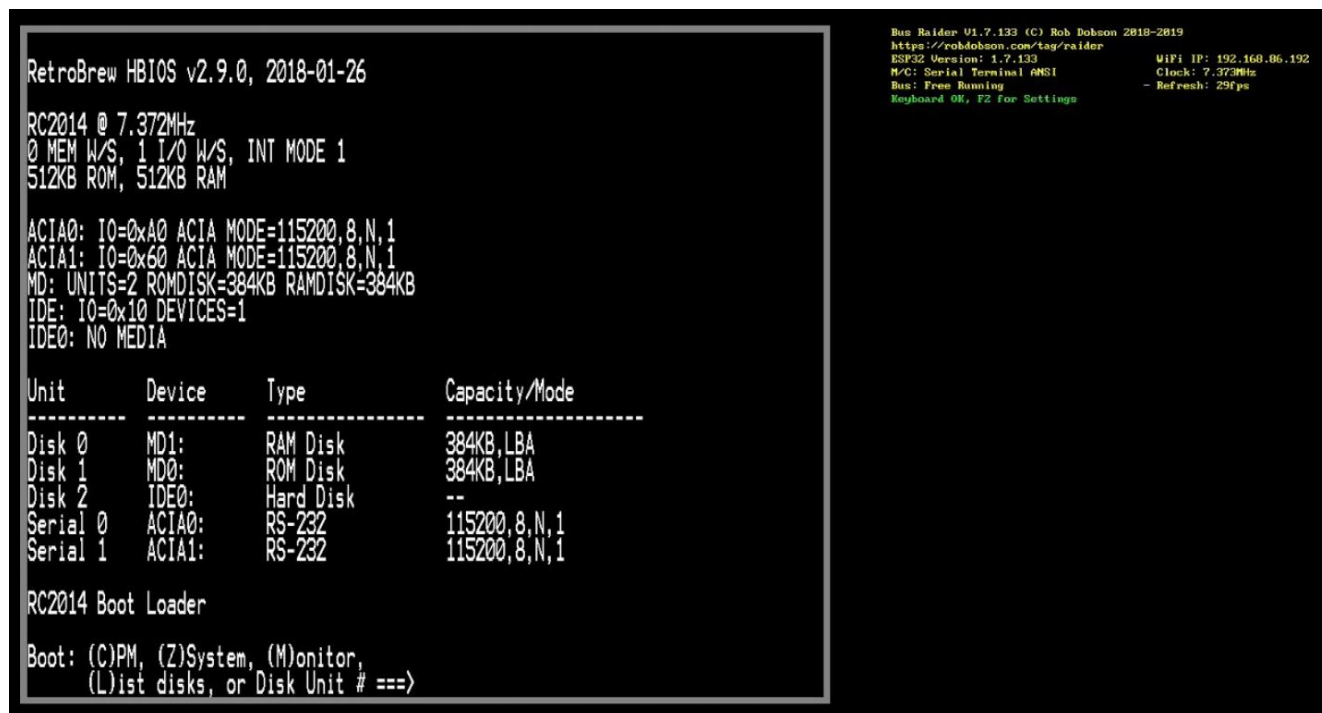 RetroBrew HBIOS v2.9.0, 2018-01-26
RC2014 @ 7.372MHz
0 MEM W/S, 1 I/O W/S, INT MODE 1
512KB ROM, 512KB RAM
ACIA0: IO=0xA0 ACIA MODE=115200,8,N,1
ACIA1: IO=0x60 ACIA MODE=115200,8,N,1
MD: UNITS=2 ROMDISK=384KB RAMDISK=384KB
IDE: IO=0x10 DEVICES=1
IDE0: NO MEDIA
Unit Device Type Capacity/Mode
---------- ---------- ---------------- --------------------
Disk 0 MD1: RAM Disk 384KB,LBA
Disk 1 MD0: ROM Disk 384KB,LBA
Disk 2 IDE0: Hard Disk --
Serial 0 ACIA0: RS-232 115200,8,N,1
Serial 1 ACIA1: RS-232 115200,8,N,1
RC2014 Boot Loader
Boot: (C)PM, (Z)System, (M)onitor,
(L)ist disks, or Disk Unit # ===>
Bus Raider V1.7.133 (C) Rob Dobson 2018-2019
https://robdobson.com/tag/raider
ESP32 Version: 1.7.133 WiFi IP: 192.168.86.192
M/C: Serial Terminal ANSI Clock: 7.373MHz
Bus: Free Running - Refresh: 29fps
Keyboard OK, F2 for Settings